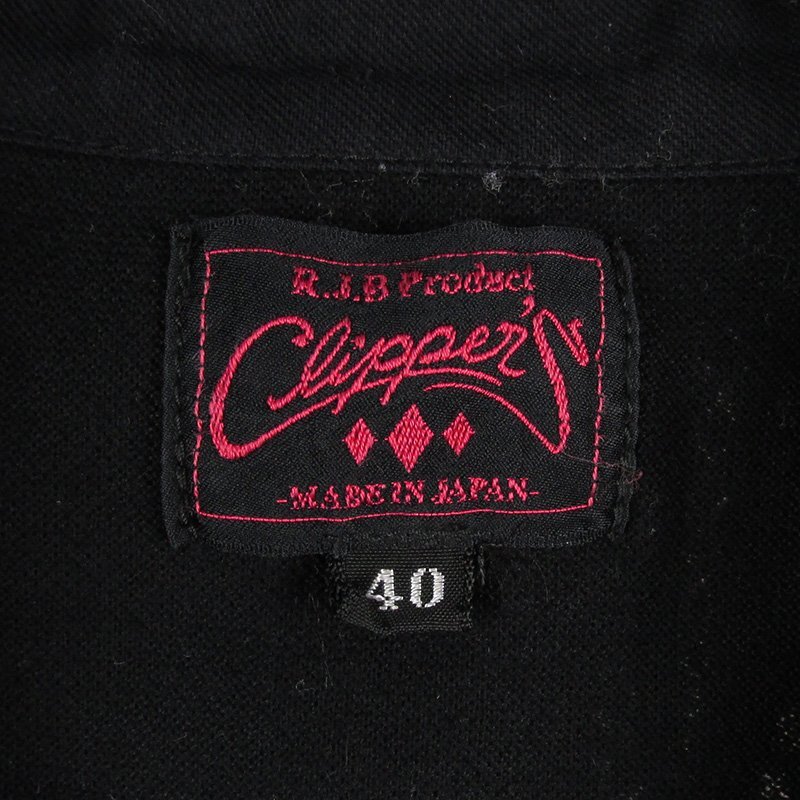 R.J.B Product
Clipper's
-MADE IN JAPAN-
40